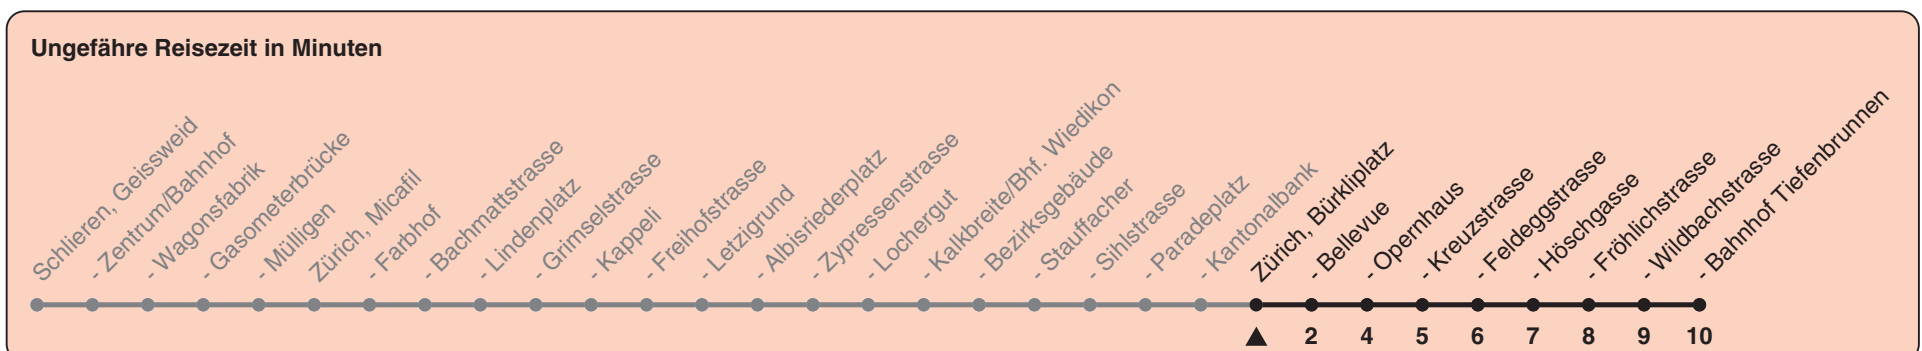 Ungefähre Reisezeit in Minuten
Schlieren, Geissweid
- Zentrum/Bahnhof
- Wagonsfabrik
- Gasometerbrücke
- Mülligen
Zürich, Micafil
- Farbhof
- Bachmattstrasse
- Lindenplatz
- Grimselstrasse
- Kappeli
- Freihofstrasse
- Letzigrund
- Albisriederplatz
- Zypressenstrasse
- Lochergut
- Kalkbreite/Bhf. Wiedikon
- Bezirksgebäude
- Stauffacher
- Sihlstrasse
- Paradeplatz
- Kantonalbank
Zürich, Bürkliplatz
- Bellevue
- Opernhaus
- Kreuzstrasse
- Feldeggstrasse
- Höschgasse
- Fröhlichstrasse
- Wildbachstrasse
- Bahnhof Tiefenbrunnen
2 4 5 6 7 8 9 10